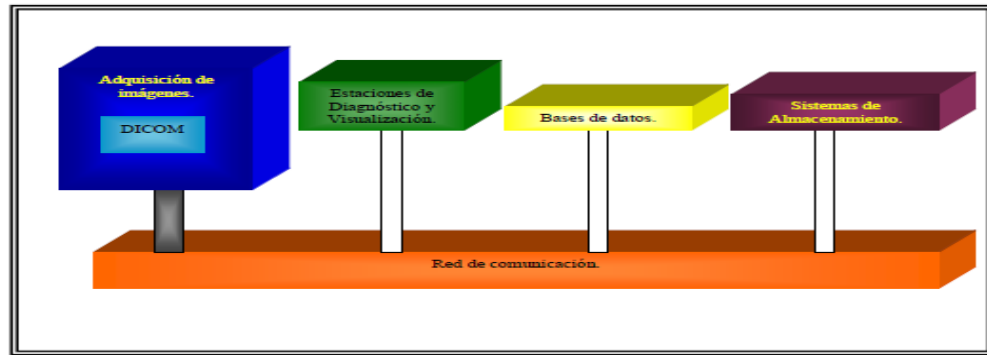 Adquisición de
imágenes.
DICOM
Estaciones de
Diagnóstico y
Visualización.
Bases de datos.
Sistemas de
Almacenamiento.
Red de comunicación.